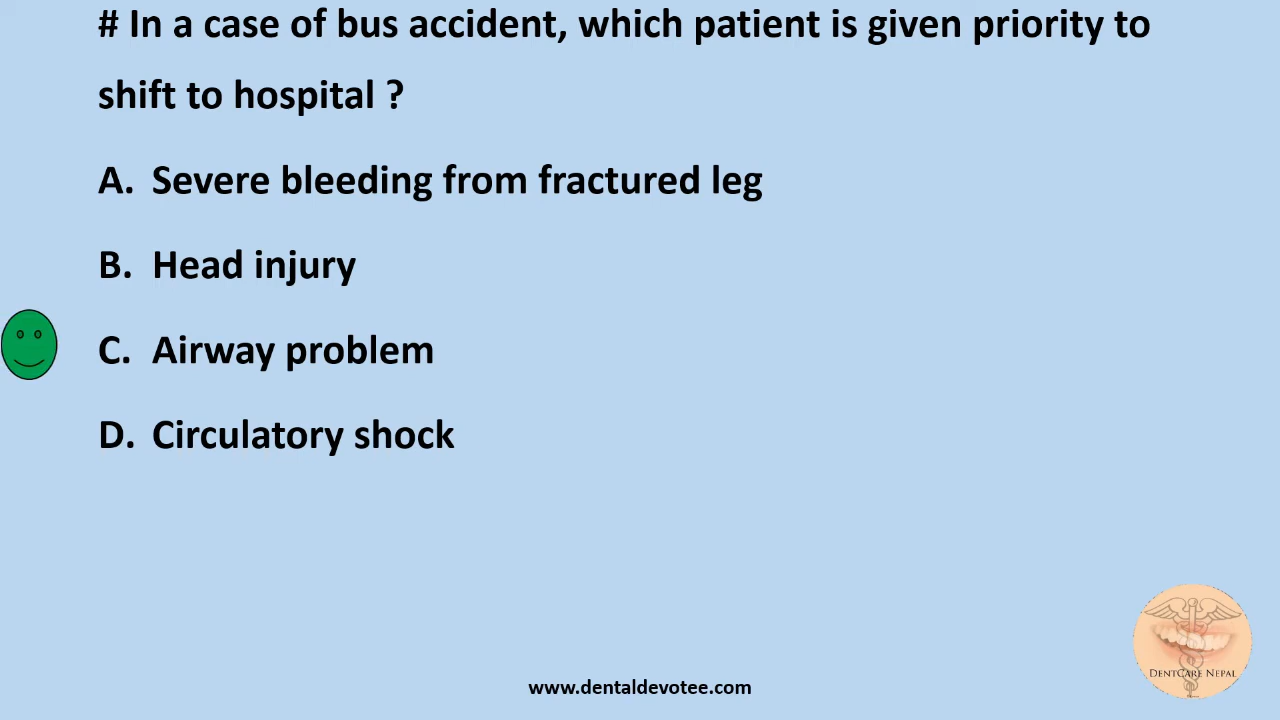 # In a case of bus accident, which patient is given priority to
shift to hospital ?
A. Severe bleeding from fractured leg
B. Head injury
C. Airway problem
D. Circulatory shock
DentCare Nepal
www.dentaldevotee.com